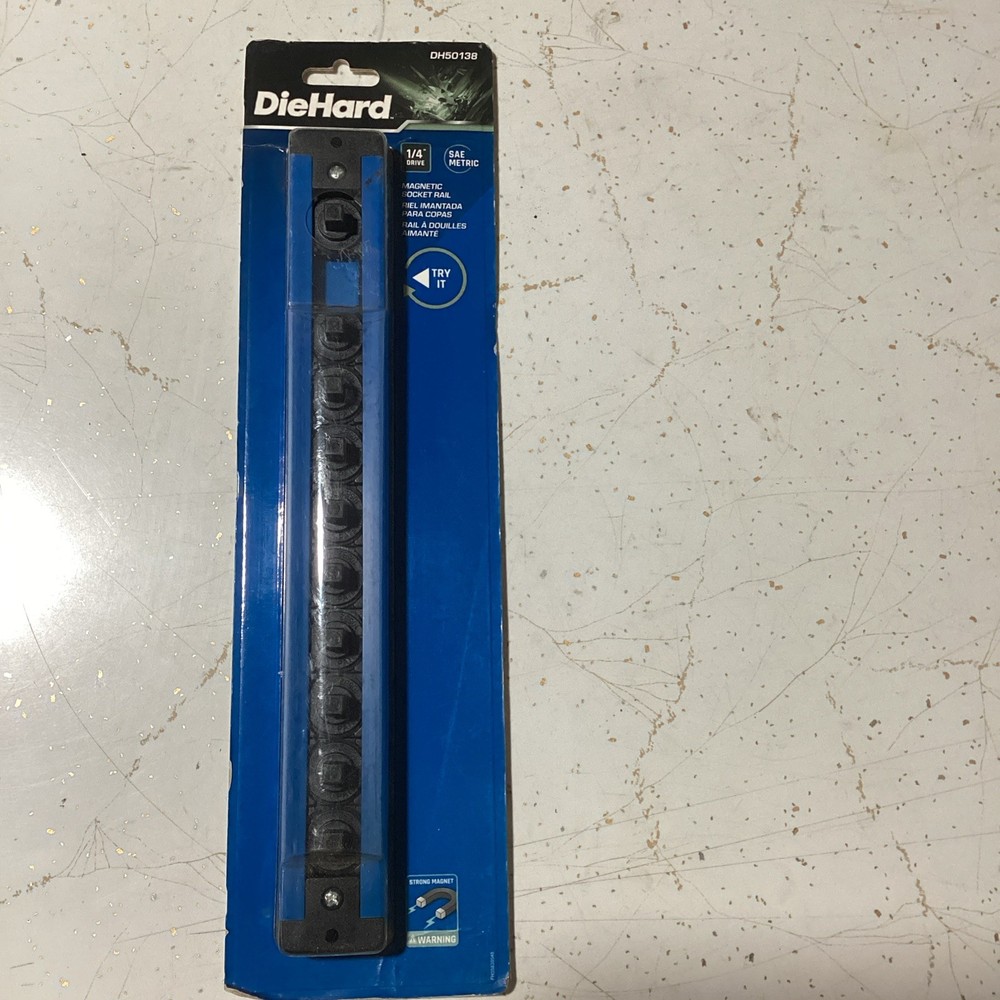 DH50138
DieHard
1/4"
DRIVE
SAE
METRIC
MAGNETIC
SOCKET RAIL
RIEL IMANTADA
PARA COPAS
RAIL À DOUILLES
AIMANTÉ
TRY
IT
STRONG MAGNET
WARNING